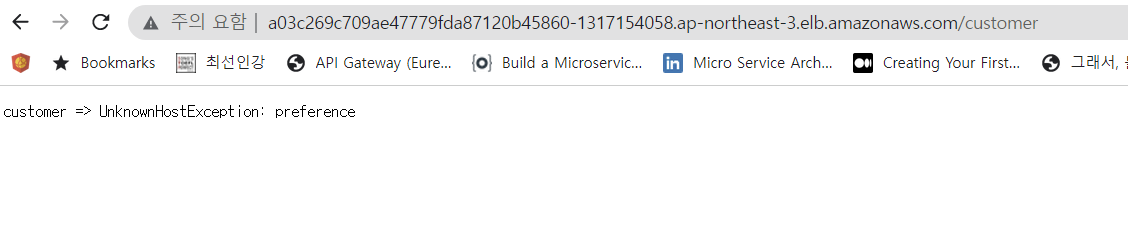 주의 요함 | a03c269c709ae47779fda87120b45860-1317154058.ap-northeast-3.elb.amazonaws.com/customer
Bookmarks 최선인강 API Gateway (Eure... Build a Microservic... Micro Service Arch... Creating Your First... 그래서,
customer => UnknownHostException: preference